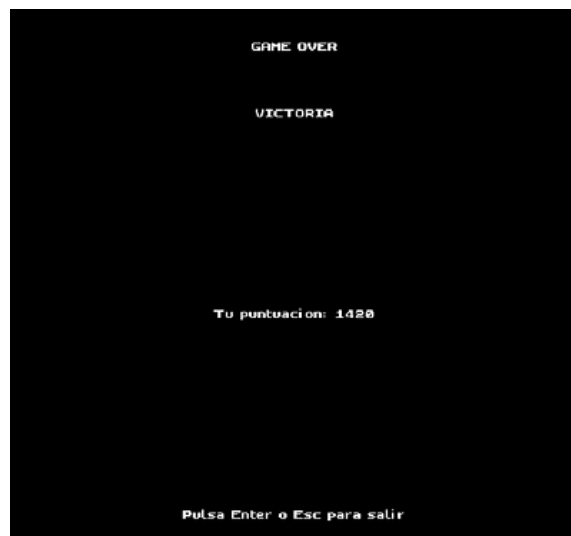 GAME OVER
VICTORIA
Tu puntuacion: 1420
Pulsa Enter o Esc para salir